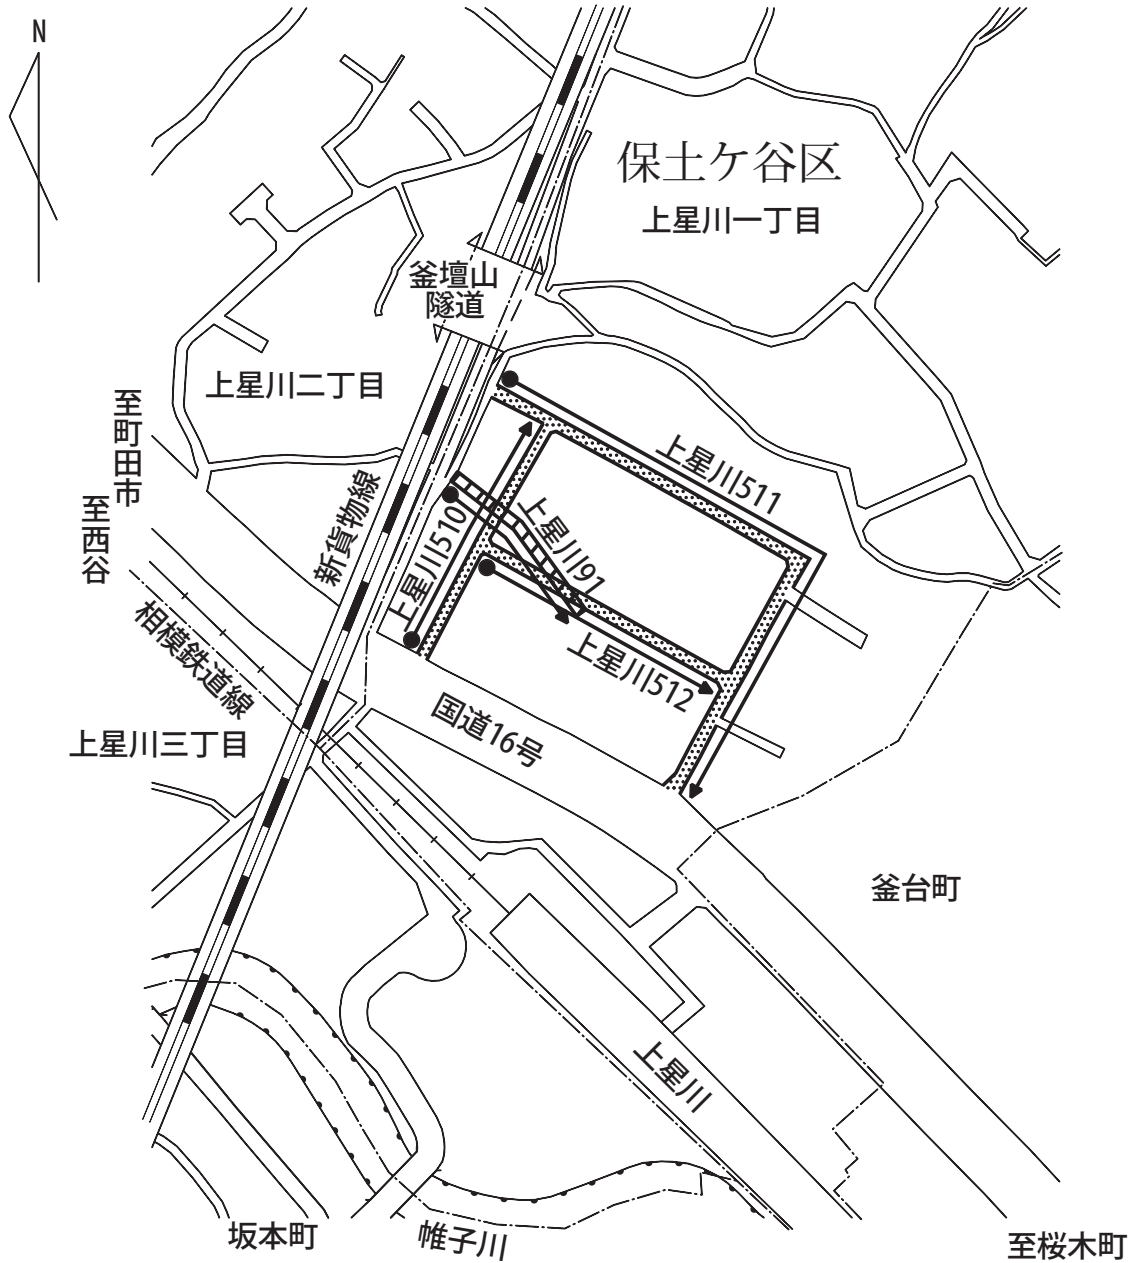 N
保土ケ谷区
上星川一丁目
釜壇山
隧道
上星川二丁目
至町田市
至西谷
新貨物線
上星川511
上星川510
上星川91
上星川512
相模鉄道線
国道16号
上星川三丁目
釜台町
上星川
坂本町
帷子川
至桜木町